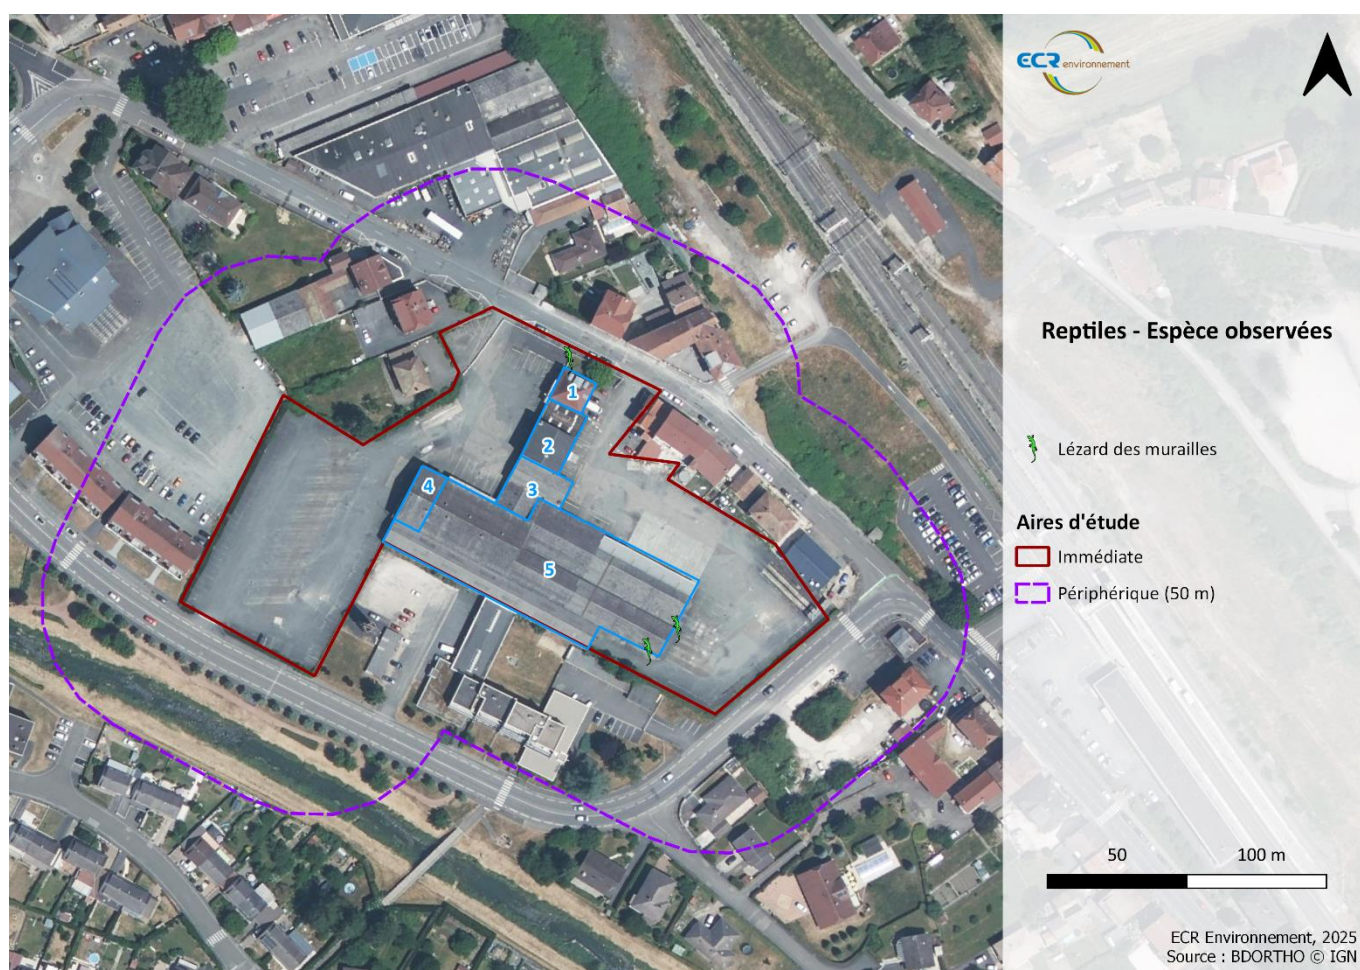 ECR environnement
Reptiles - Espèce observées
Lézard des murailles
Aires d'étude
Immédiate
Périphérique (50 m)
1
2
3
4
5
50 100 m
ECR Environnement, 2025
Source : BDORTHO © IGN